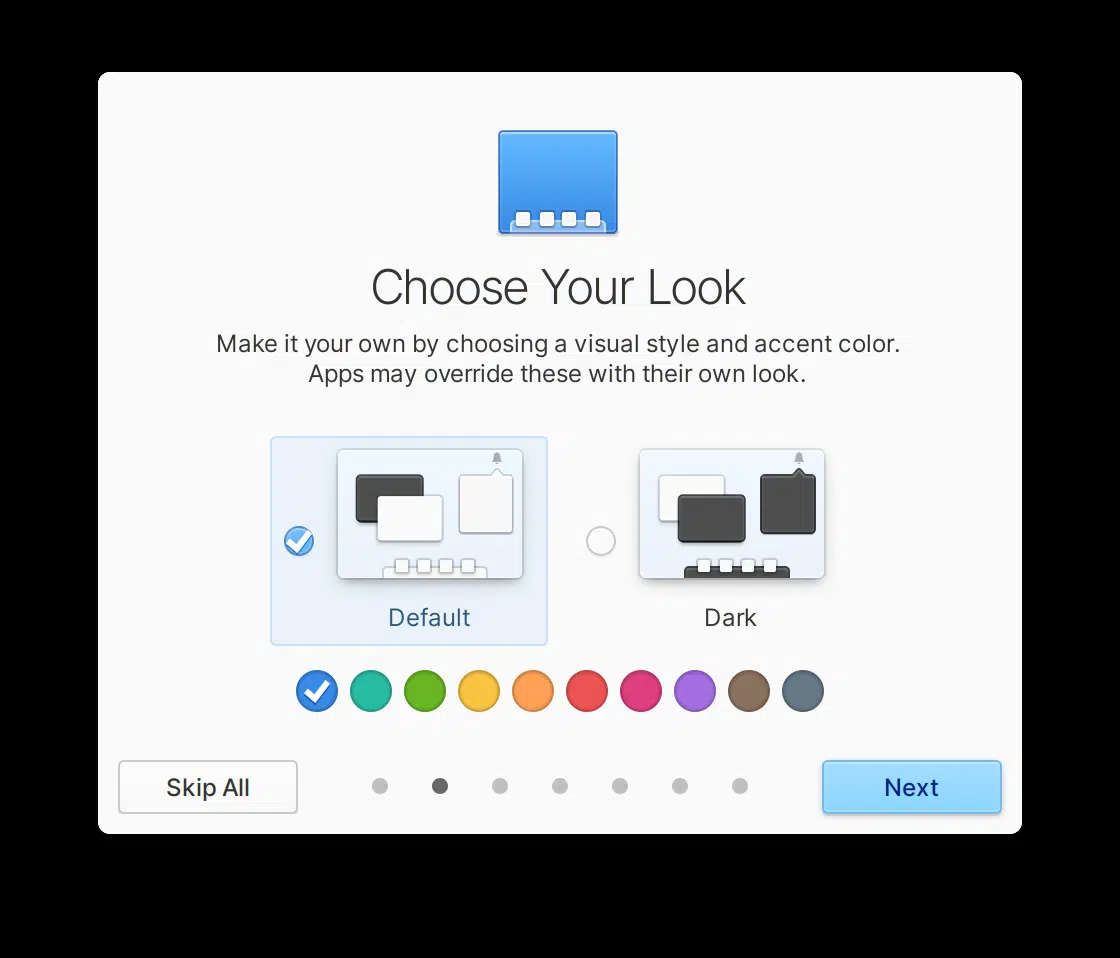 Choose Your Look
Make it your own by choosing a visual style and accent color.
Apps may override these with their own look.
Default
Dark
Skip All
Next